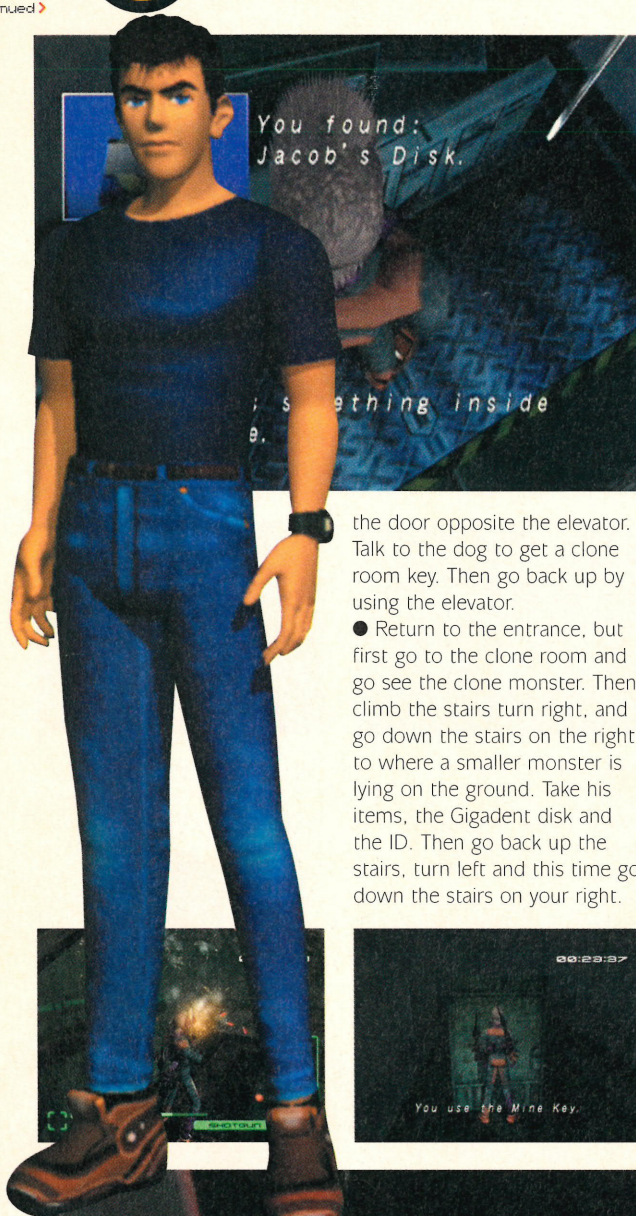 nued >
You found:
Jacob's Disk.
ething inside
e.
the door opposite the elevator.
Talk to the dog to get a clone
room key. Then go back up by
using the elevator.
● Return to the entrance, but
first go to the clone room and
go see the clone monster. Then
climb the stairs turn right, and
go down the stairs on the right
to where a smaller monster is
lying on the ground. Take his
items, the Gigadent disk and
the ID. Then go back up the
stairs, turn left and this time go
down the stairs on your right.
SHOTGUN
00:23:37
You use the Mine Key.